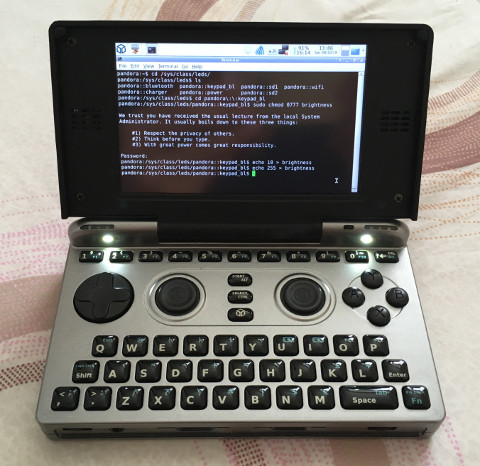 91%
File Edit View Terminal Go Help
pandora:~$ cd /sys/class/leds/
pandora:/sys/class/leds$ ls
pandora::bluetooth pandora::keypad_bl pandora::sd1 pandora::wifi
pandora::charger pandora::power pandora::sd2
pandora:/sys/class/leds$ cd pandora\:\:keypad_bl
pandora:/sys/class/leds/pandora::keypad_bl$ sudo chmod 0777 brightness
We trust you have received the usual lecture from the local System
Administrator. It usually boils down to these three things:
#1) Respect the privacy of others.
#2) Think before you type.
#3) With great power comes great responsibility.
Password:
pandora:/sys/class/leds/pandora::keypad_bl$ echo 10 > brightness
pandora:/sys/class/leds/pandora::keypad_bl$ echo 255 > brightness
pandora:/sys/class/leds/pandora::keypad_bl$
Q W E R T Y U I O P
Shift A S D F G H J K L Enter
Z X C V B N M Space Fn